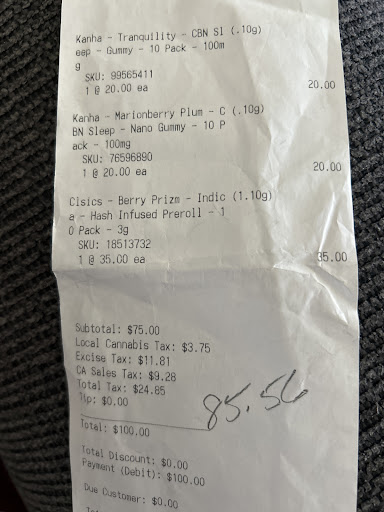 Kanha - Tranquility - CBN Sl (.10g)
eep - Gummy - 10 Pack - 100m
g
SKU: 99565411
1 @ 20.00 ea 20.00
Kanha - Marionberry Plum - C (.10g)
BN Sleep - Nano Gummy - 10 P
ack - 100mg
SKU: 76596890
1 @ 20.00 ea 20.00
Clsics - Berry Prizm - Indic (1.10g)
a - Hash Infused Preroll - 1
0 Pack - 3g
SKU: 18513732
1 @ 35.00 ea 35.00
Subtotal: $75.00
Local Cannabis Tax: $3.75
Excise Tax: $11.81
CA Sales Tax: $9.28
Total Tax: $24.85
Tip: $0.00
85.56
Total: $100.00
Total Discount: $0.00
Payment (Debit): $100.00
Due Customer: $0.00